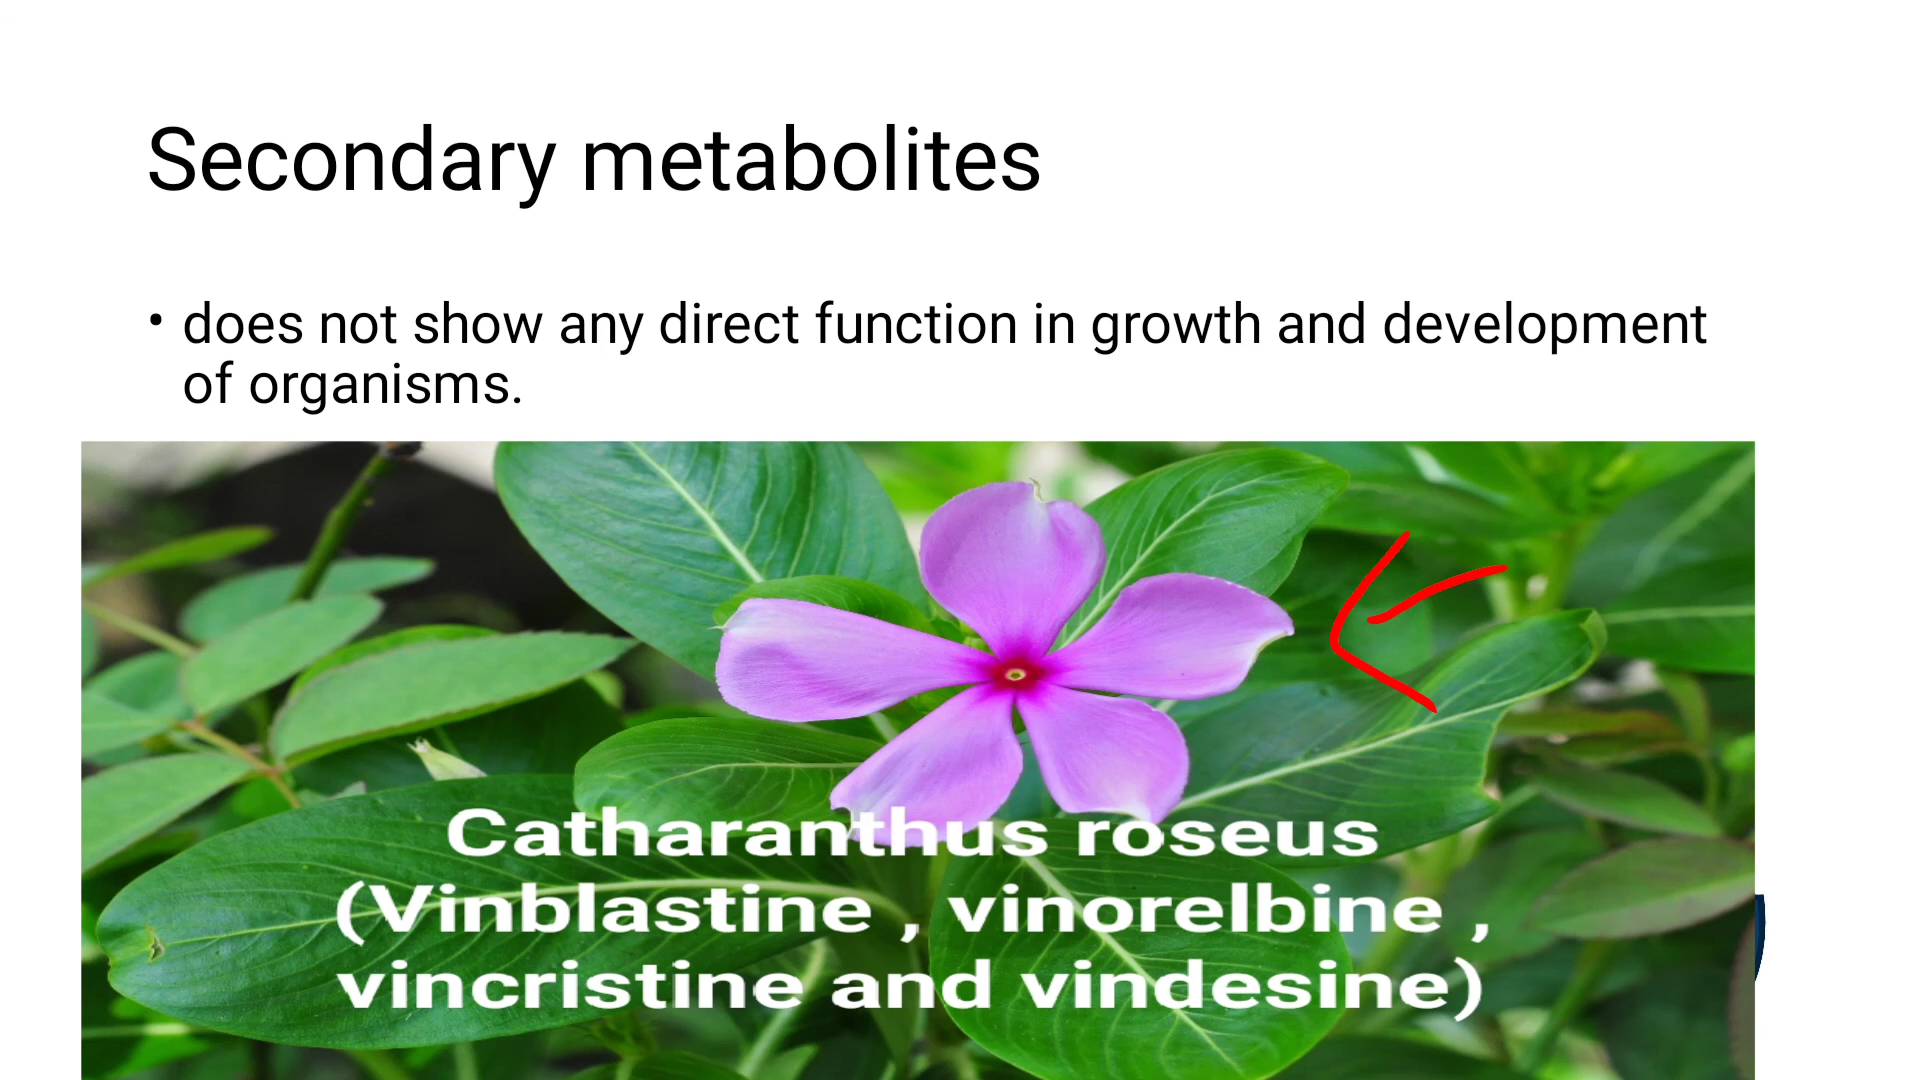 Secondary metabolites
• does not show any direct function in growth and development
of organisms.
Catharanthus roseus
(Vinblastine , vinorelbine ,
vincristine and vindesine)